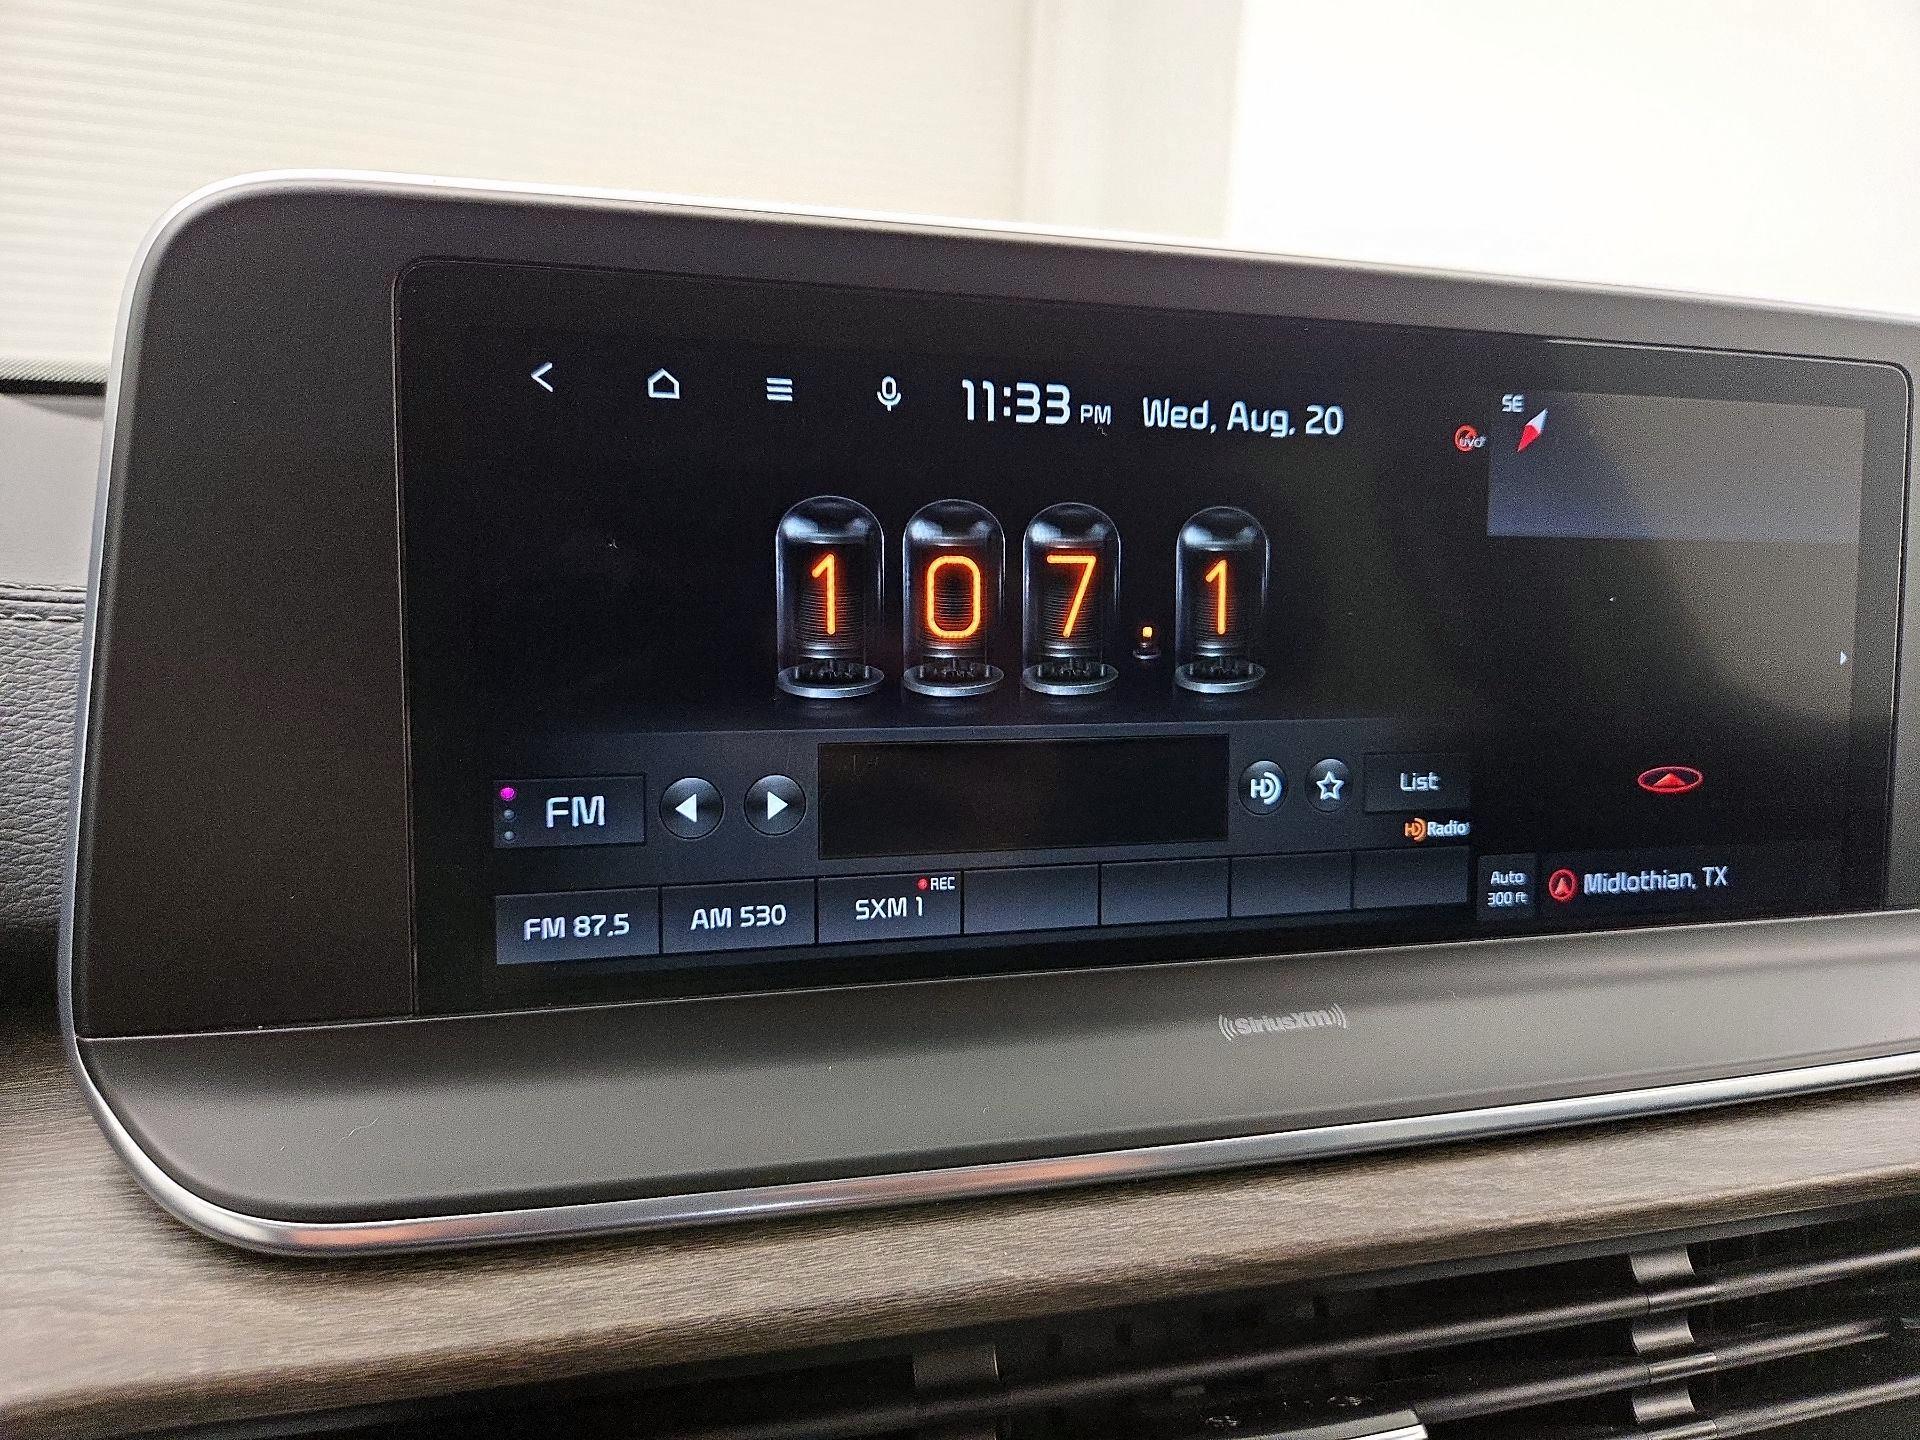 11:33 PM Wed, Aug. 20
SE
107.1
FM
HD
List
HD Radio
FM 87.5
AM 530
REC
SXM 1
Auto
300 ft
Midlothian, TX
SiriusXM